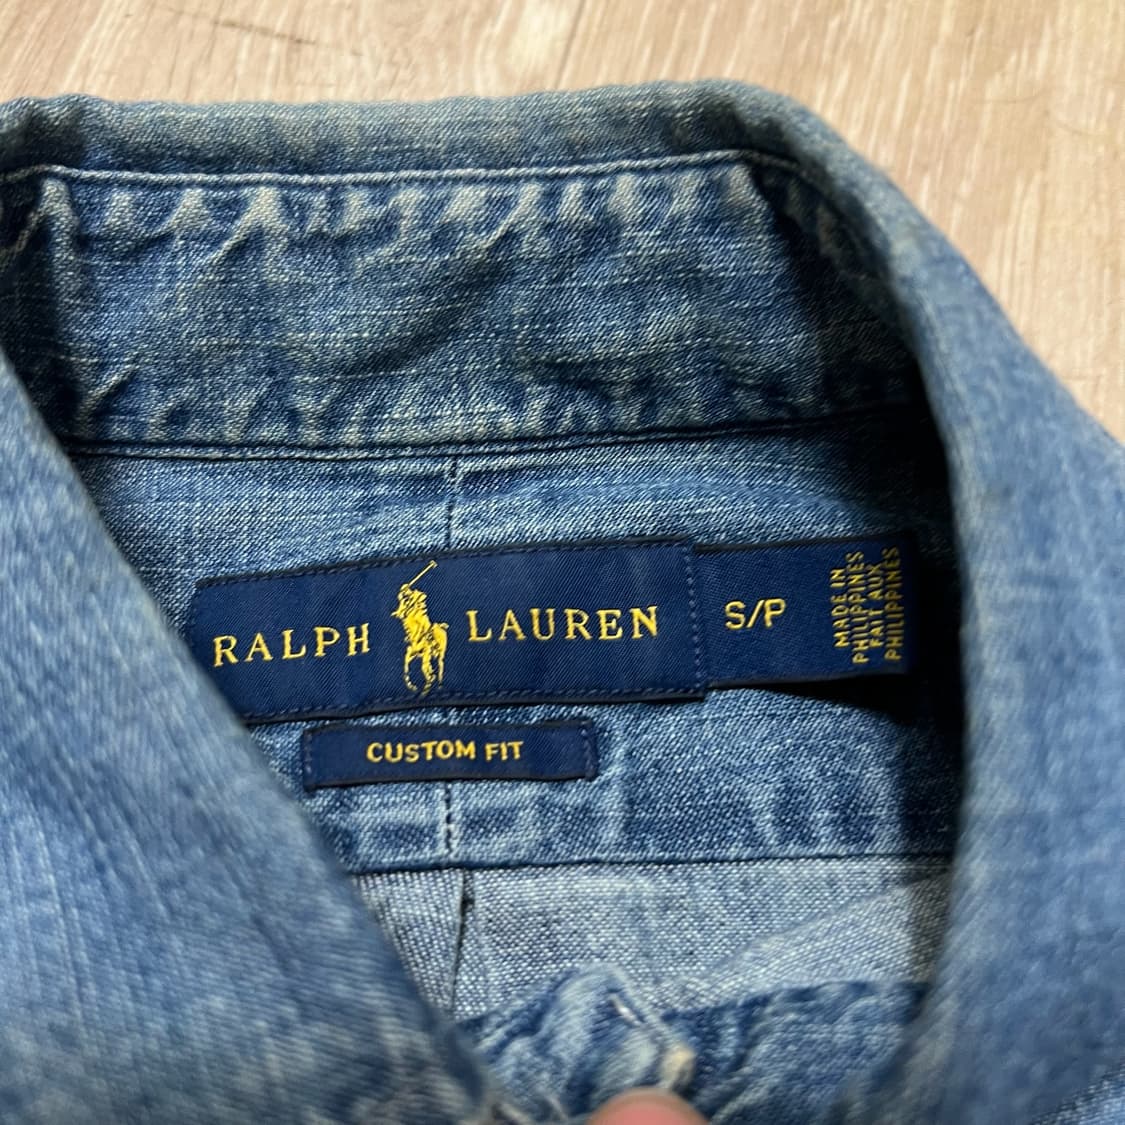 RALPH LAUREN
S/P
MADE IN
PHILIPPINES
FAIT AUX
PHILIPPINES
CUSTOM FIT